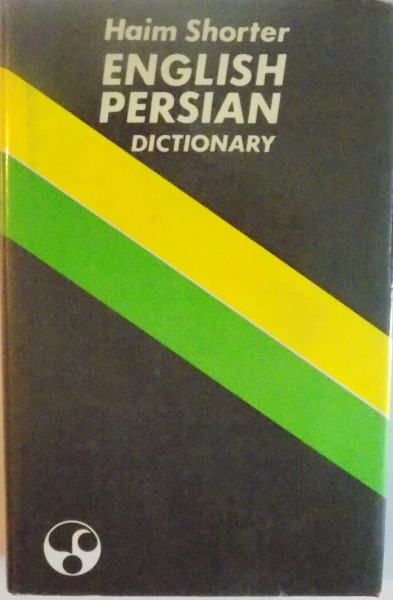 Haim Shorter
ENGLISH
PERSIAN
DICTIONARY